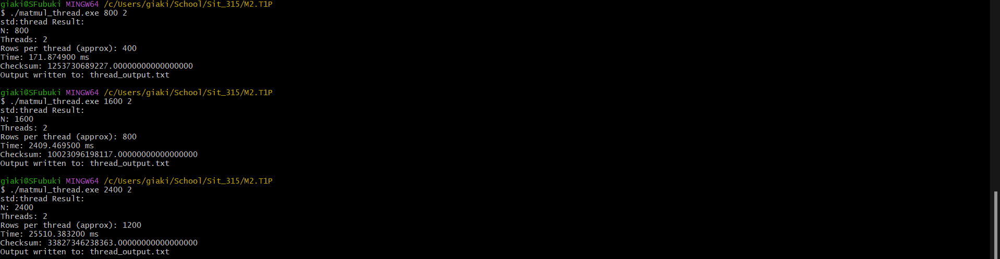 giaki@SFubuki MINGW64 /c/Users/giaki/School/Sit_315/M2.T1P
$ ./matmul_thread.exe 800 2
std:thread Result:
N: 800
Threads: 2
Rows per thread (approx): 400
Time: 171.874900 ms
Checksum: 1253730689227.00000000000000000
Output written to: thread_output.txt
giaki@SFubuki MINGW64 /c/Users/giaki/School/Sit_315/M2.T1P
$ ./matmul_thread.exe 1600 2
std:thread Result:
N: 1600
Threads: 2
Rows per thread (approx): 800
Time: 2409.469500 ms
Checksum: 10023096198117.00000000000000000
Output written to: thread_output.txt
giaki@SFubuki MINGW64 /c/Users/giaki/School/Sit_315/M2.T1P
$ ./matmul_thread.exe 2400 2
std:thread Result:
N: 2400
Threads: 2
Rows per thread (approx): 1200
Time: 25510.383200 ms
Checksum: 33827346238363.00000000000000000
Output written to: thread_output.txt